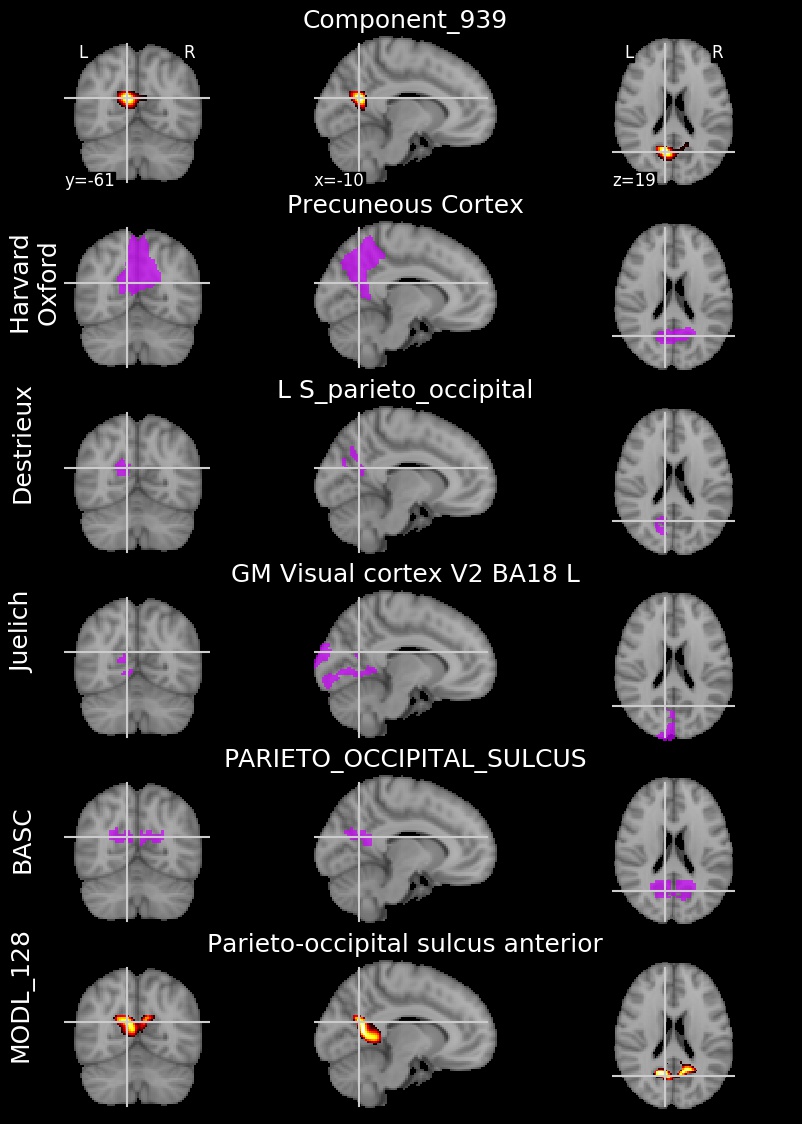 Component_939
L R L R
y=-61 x=-10 z=19
Precuneous Cortex
Harvard
Oxford
L S_parieto_occipital
Destrieux
GM Visual cortex V2 BA18 L
Juelich
PARIETO_OCCIPITAL_SULCUS
BASC
Parieto-occipital sulcus anterior
MODL_128